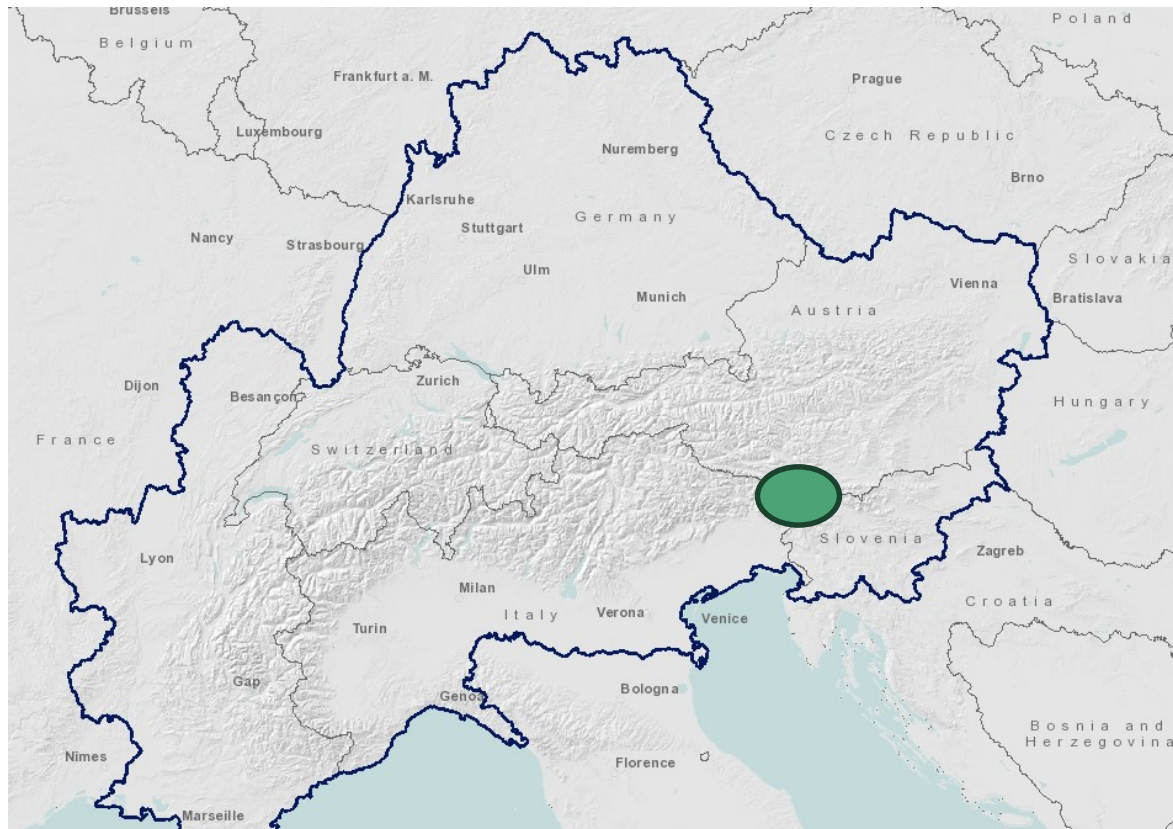 Brussels
Belgium
Poland
Frankfurt a. M.
Prague
Luxembourg
Czech Republic
Nuremberg
Brno
Karlsruhe
Germany
Nancy
Strasbourg
Stuttgart
Slovakia
Ulm
Munich
Vienna
Bratislava
Austria
Dijon
Zurich
Besançon
Hungary
France
Switzerland
Slovenia
Lyon
Zagreb
Milan
Croatia
Italy
Verona
Venice
Turin
Gap
Bologna
Genoa
Bosnia and
Herzegovina
Nîmes
Florence
Marseille